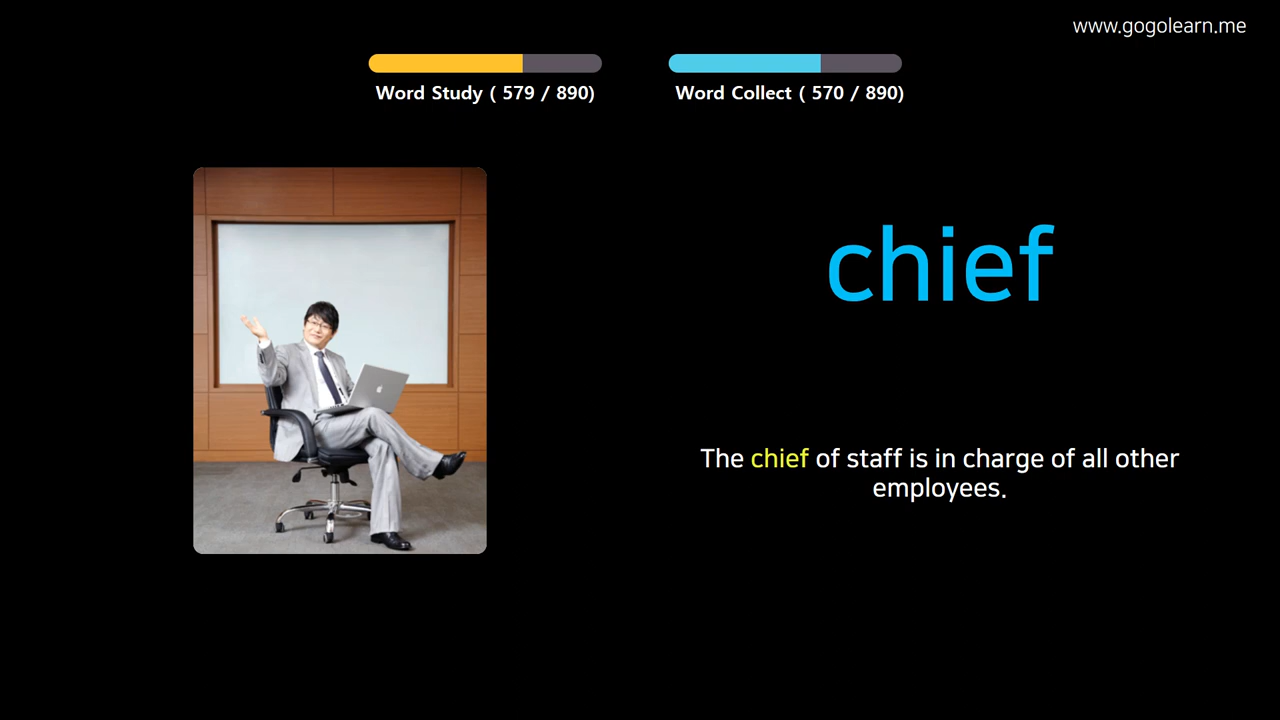 www.gogolearn.me
Word Study ( 579 / 890)
Word Collect ( 570 / 890)
chief
The chief of staff is in charge of all other
employees.